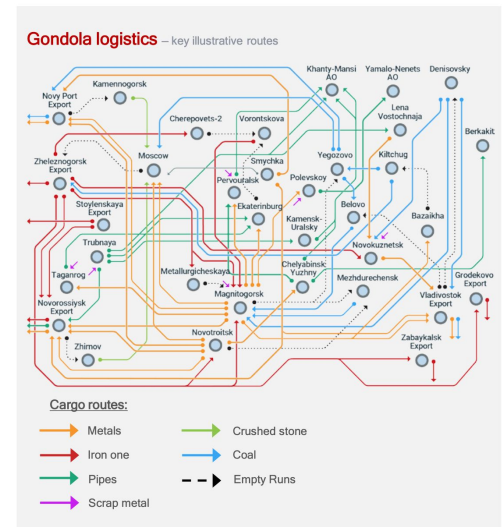 Gondola logistics – key illustrative routes
Khanty-Mansi AO
Yamalo-Nenets AO
Denisovsky
Novy Port Export
Kamennogorsk
Lena Vostochnaja
Cherepovets-2
Vorontskova
Berkakit
Zheleznogorsk Export
Moscow
Smychka
Yegozovo
Kiltchug
Pervouralsk
Polevskoy
Stoylenskaya Export
Ekaterinburg
Belovo
Bazaikha
Trubnaya
Kamensk-Uralsky
Novokuznetsk
Taganrog
Metallurgicheskaya
Chelyabinsk Yuzhny
Mezhdurechensk
Grodekovo Export
Magnitogorsk
Vladivostok Export
Novorossiysk Export
Novotroitsk
Zhimov
Zabaykalsk Export
Cargo routes:
Metals
Crushed stone
Iron one
Coal
Pipes
Empty Runs
Scrap metal